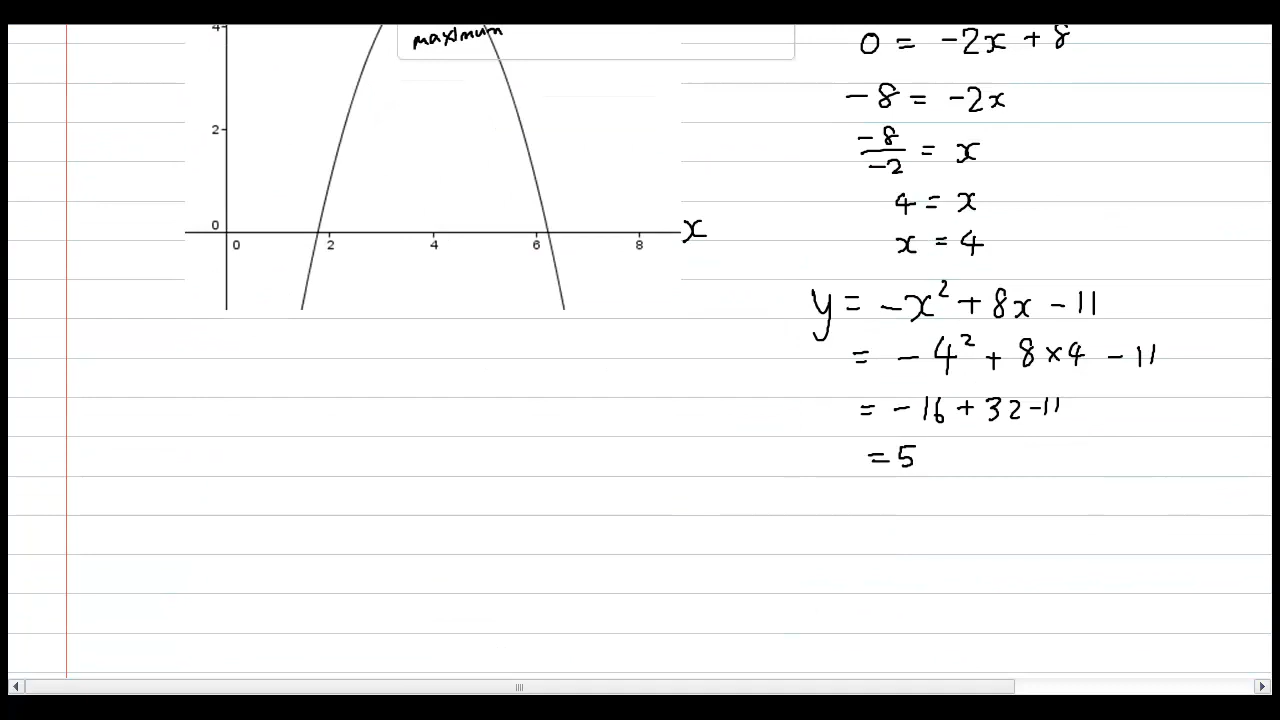 4
maximum
2
0
0 2 4 6 8
x
0 = -2x + 8
-8 = -2x
-8/-2 = x
4 = x
x = 4
y = -x² + 8x - 11
= -4² + 8×4 - 11
= -16 + 32 - 11
= 5